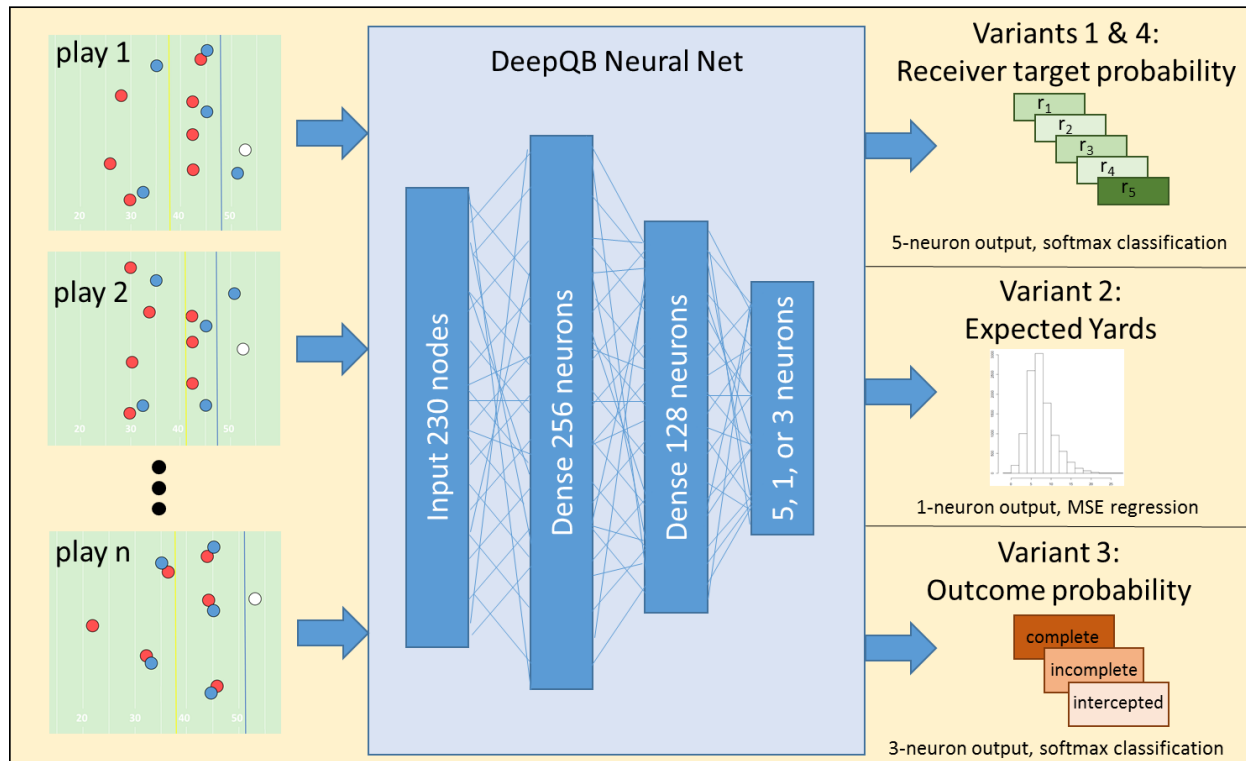 play 1
20
30
40
50
play 2
20
30
40
50
play n
20
30
40
50
DeepQB Neural Net
Input 230 nodes
Dense 256 neurons
Dense 128 neurons
5, 1, or 3 neurons
Variants 1 & 4:
Receiver target probability
r1
r2
r3
r4
r5
5-neuron output, softmax classification
Variant 2:
Expected Yards
1-neuron output, MSE regression
Variant 3:
Outcome probability
complete
incomplete
intercepted
3-neuron output, softmax classification